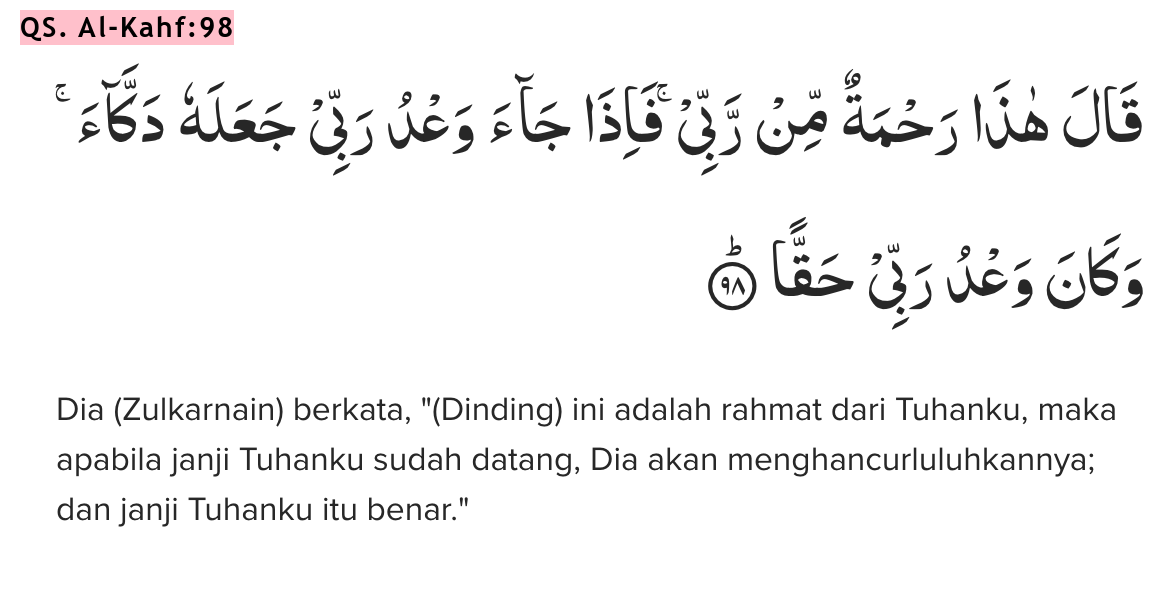 QS. Al-Kahf:98
قَالَ هٰذَا رَحْمَةٌ مِّنْ رَّبِّيْۚ فَاِذَا جَاۤءَ وَعْدُ رَبِّيْ جَعَلَهٗ دَكَّاۤءَۚ
وَكَانَ وَعْدُ رَبِّيْ حَقًّاۗ ٩٨
Dia (Zulkarnain) berkata, "(Dinding) ini adalah rahmat dari Tuhanku, maka
apabila janji Tuhanku sudah datang, Dia akan menghancurluluhkannya;
dan janji Tuhanku itu benar."